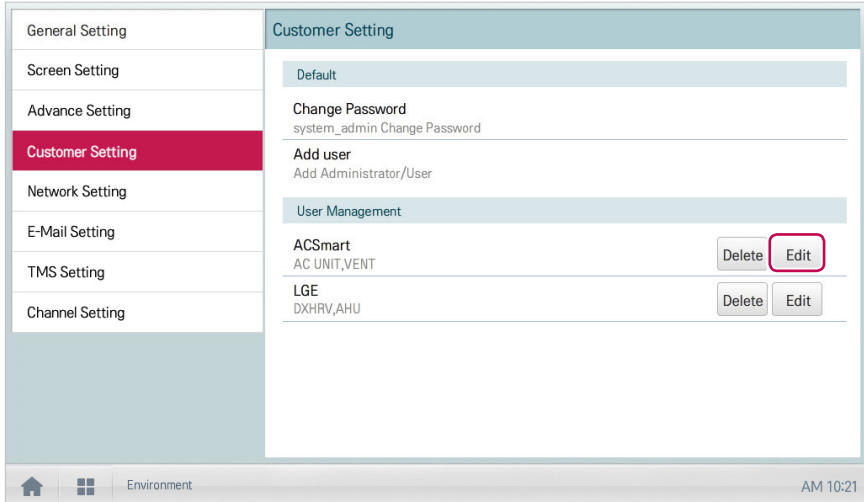 General Setting
Screen Setting
Advance Setting
Customer Setting
Network Setting
E-Mail Setting
TMS Setting
Channel Setting
Customer Setting
Default
Change Password
system_admin Change Password
Add user
Add Administrator/User
User Management
ACSmart
AC UNIT,VENT
Delete Edit
LGE
DXHRV,AHU
Delete Edit
Environment
AM 10:21